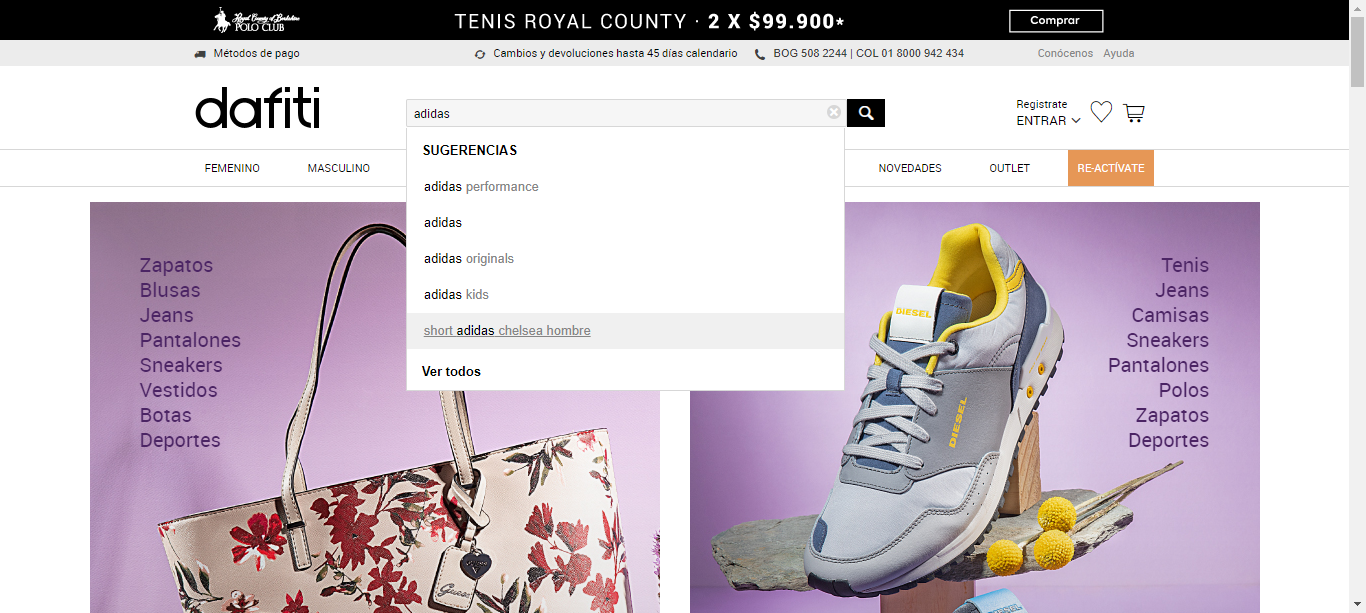 Royal County of Berkshire
POLO CLUB
TENIS ROYAL COUNTY · 2 X $99.900*
Comprar
Métodos de pago
Cambios y devoluciones hasta 45 días calendario
BOG 508 2244 | COL 01 8000 942 434
Conócenos
Ayuda
dafiti
adidas
Registrate
ENTRAR
FEMENINO
MASCULINO
NOVEDADES
OUTLET
RE-ACTÍVATE
SUGERENCIAS
adidas performance
adidas
adidas originals
adidas kids
short adidas chelsea hombre
Ver todos
Zapatos
Blusas
Jeans
Pantalones
Sneakers
Vestidos
Botas
Deportes
Guess
DIESEL
DIESEL
Tenis
Jeans
Camisas
Sneakers
Pantalones
Polos
Zapatos
Deportes